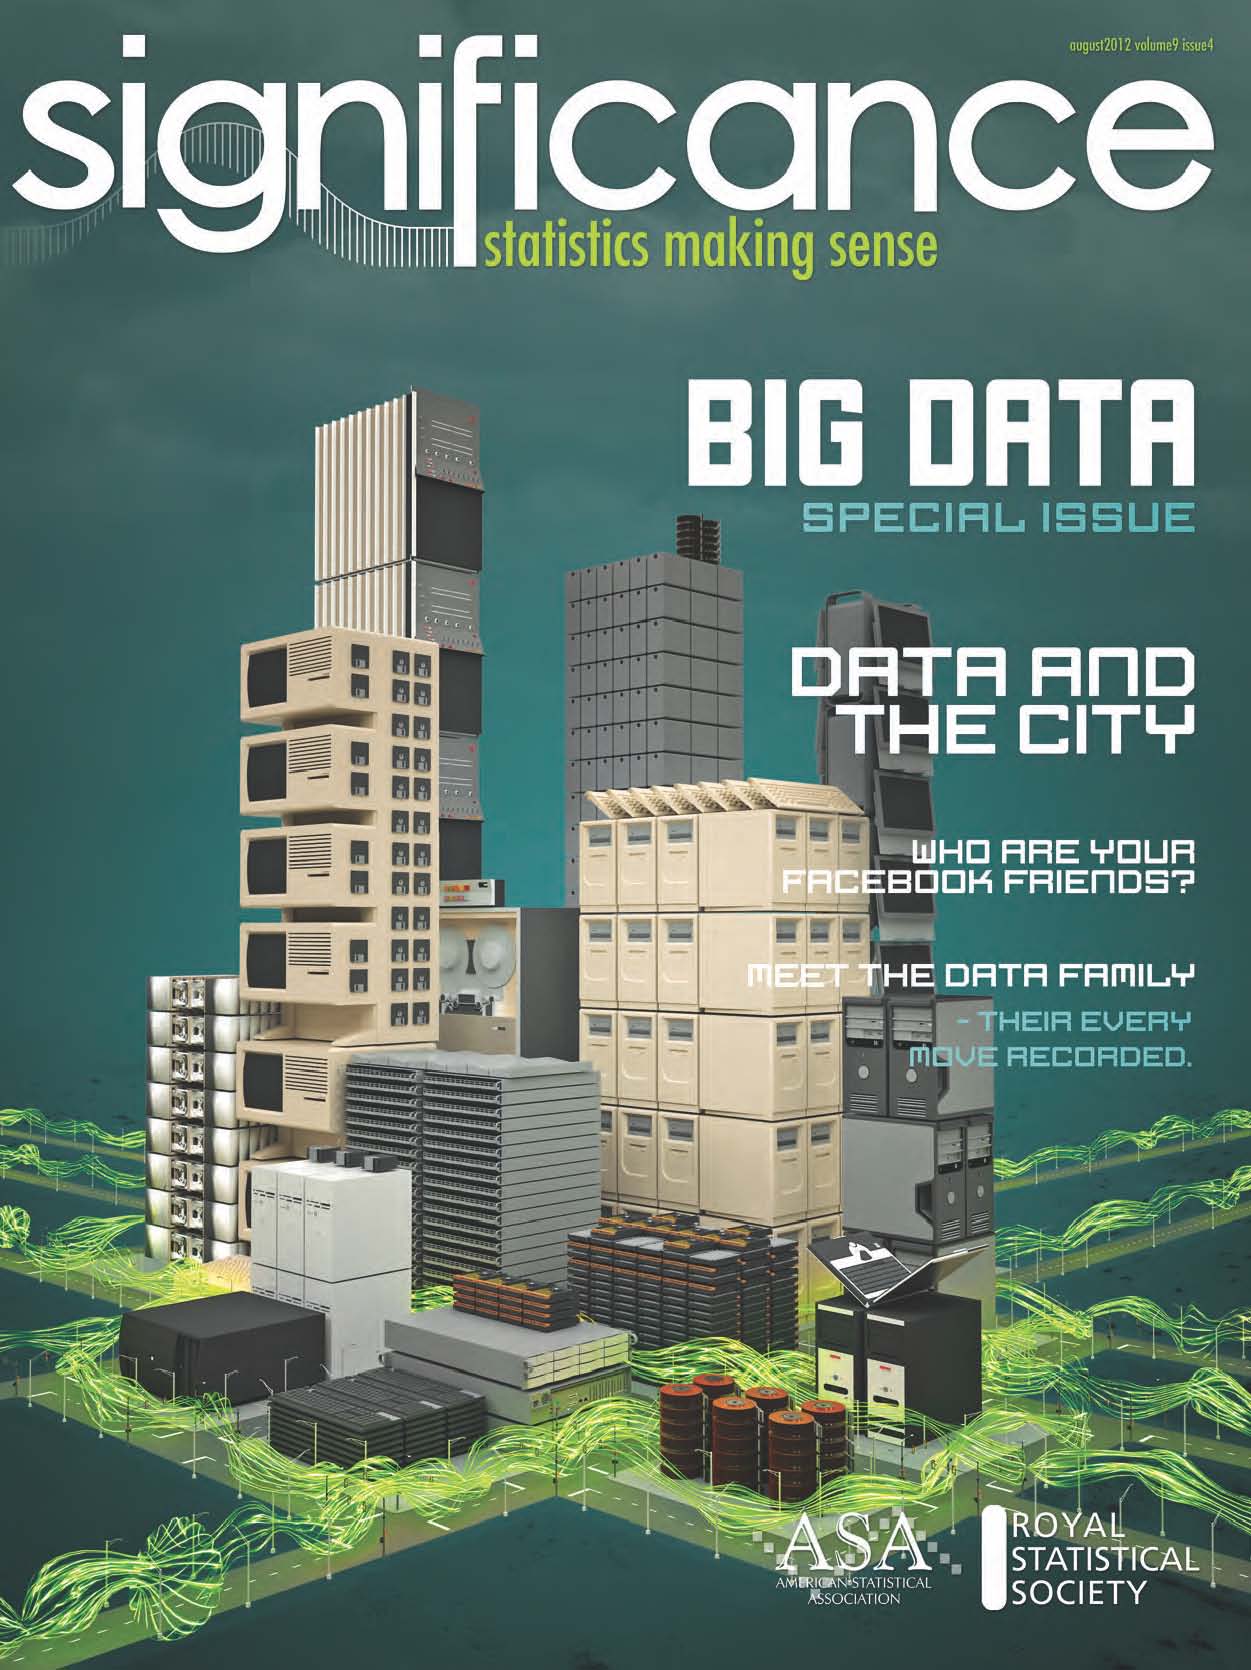 august2012 volume9 issue4
significance
statistics making sense
BIG DATA
SPECIAL ISSUE
DATA AND
THE CITY
WHO ARE YOUR
FACEBOOK FRIENDS?
MEET THE DATA FAMILY
- THEIR EVERY
MOVE RECORDED.
ASA
AMERICAN STATISTICAL
ASSOCIATION
ROYAL
STATISTICAL
SOCIETY